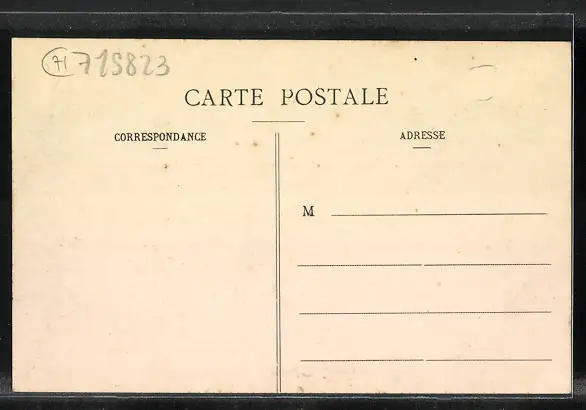 71 715823
CARTE POSTALE
CORRESPONDANCE
ADRESSE
M